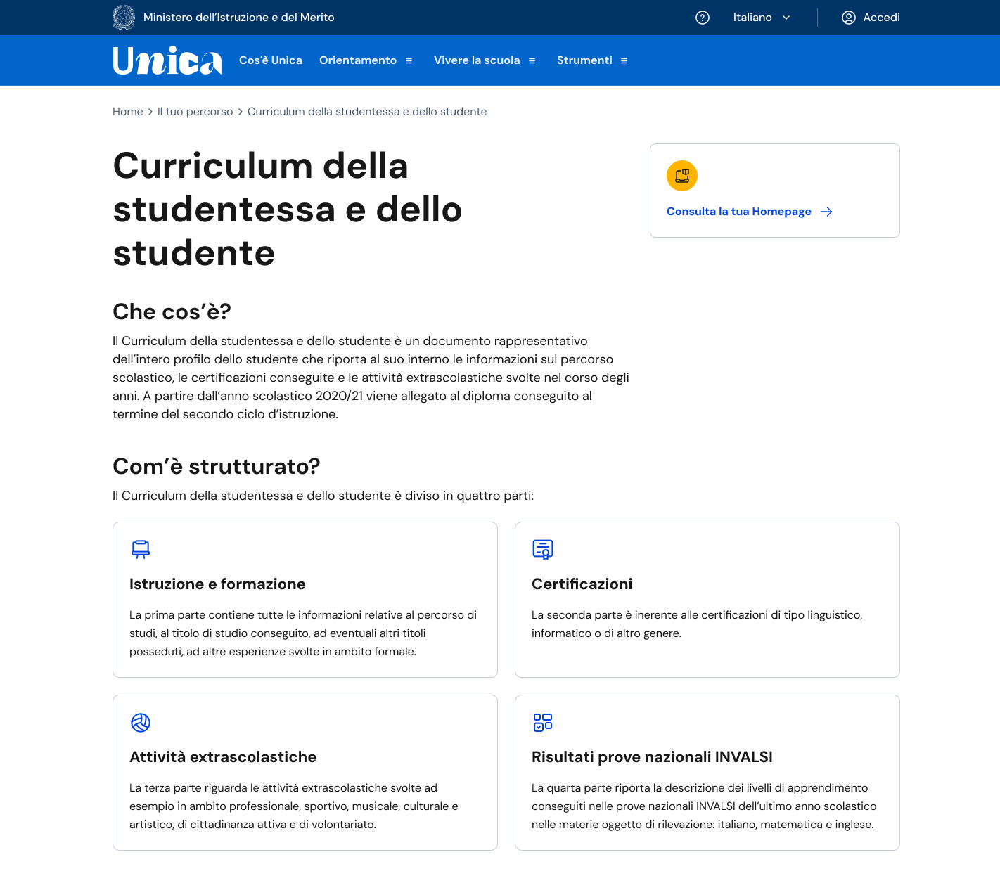 Ministero dell’Istruzione e del Merito
Italiano
Accedi
Unica
Cos'è Unica
Orientamento
Vivere la scuola
Strumenti
Home > Il tuo percorso > Curriculum della studentessa e dello studente
Curriculum della
studentessa e dello
studente
Consulta la tua Homepage
Che cos’è?
Il Curriculum della studentessa e dello studente è un documento rappresentativo
dell’intero profilo dello studente che riporta al suo interno le informazioni sul percorso
scolastico, le certificazioni conseguite e le attività extrascolastiche svolte nel corso degli
anni. A partire dall’anno scolastico 2020/21 viene allegato al diploma conseguito al
termine del secondo ciclo d’istruzione.
Com’è strutturato?
Il Curriculum della studentessa e dello studente è diviso in quattro parti:
Istruzione e formazione
La prima parte contiene tutte le informazioni relative al percorso di
studi, al titolo di studio conseguito, ad eventuali altri titoli
posseduti, ad altre esperienze svolte in ambito formale.
Certificazioni
La seconda parte è inerente alle certificazioni di tipo linguistico,
informatico o di altro genere.
Attività extrascolastiche
La terza parte riguarda le attività extrascolastiche svolte ad
esempio in ambito professionale, sportivo, musicale, culturale e
artistico, di cittadinanza attiva e di volontariato.
Risultati prove nazionali INVALSI
La quarta parte riporta la descrizione dei livelli di apprendimento
conseguiti nelle prove nazionali INVALSI dell’ultimo anno scolastico
nelle materie oggetto di rilevazione: italiano, matematica e inglese.